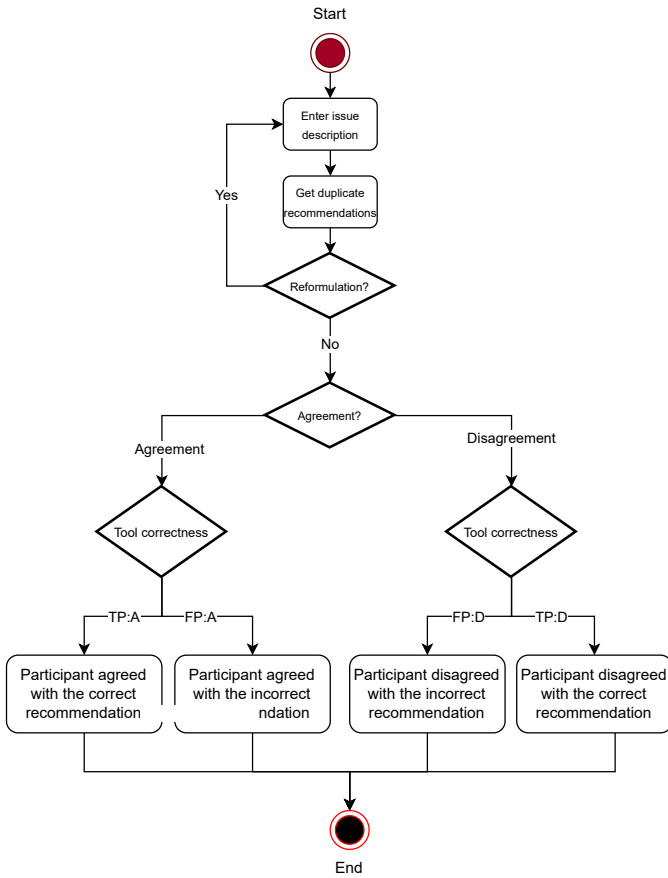 Start
Enter issue
description
Get duplicate
recommendations
Yes
Reformulation?
No
Agreement?
Agreement
Disagreement
Tool correctness
Tool correctness
TP:A
FP:A
FP:D
TP:D
Participant agreed
with the correct
recommendation
Participant agreed
with the incorrect
ndation
Participant disagreed
with the incorrect
recommendation
Participant disagreed
with the correct
recommendation
End